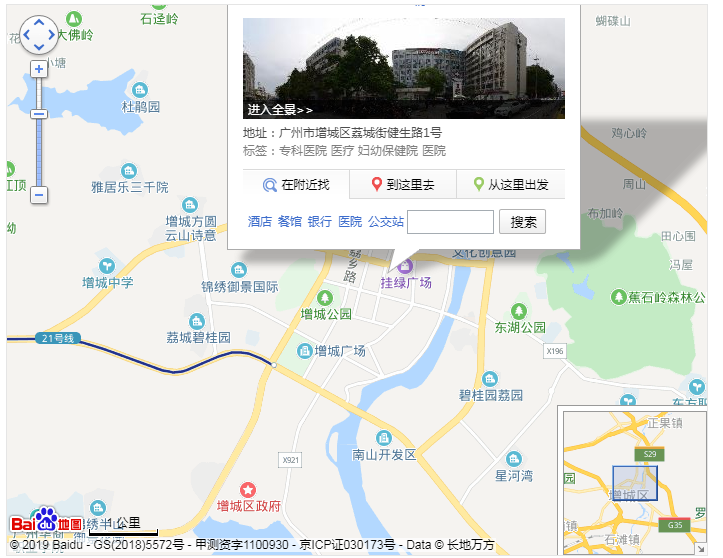 石迳岭
大佛岭
蝴蝶山
小塘
杜鹃园
进入全景>>
地址：广州市增城区荔城街健生路1号
标签：专科医院 医疗 妇幼保健院 医院
鸡心岭
红顶
雅居乐三千院
在附近找
到这里去
从这里出发
周山
增城方圆
云山诗意
酒店 餐馆 银行 医院 公交站
搜索
布加岭
田心围
荔乡路
文化创意园
冯屋
增城中学
锦绣御景国际
挂绿广场
蕉石岭森林公
增城公园
荔城碧桂园
东湖公园
21号线
增城广场
X196
碧桂园荔园
东方
正果镇
南山开发区
S29
X921
星河湾
增城区
增城区政府
G35
石滩镇
Bai du 地图
1 公里
© 2019 Baidu - GS(2018)5572号 - 甲测资字1100930 - 京ICP证030173号 - Data © 长地万方